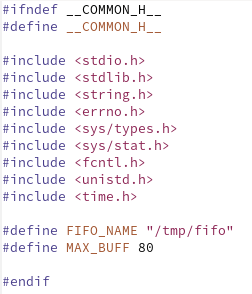 #ifndef __COMMON_H__
#define __COMMON_H__
#include <stdio.h>
#include <stdlib.h>
#include <string.h>
#include <errno.h>
#include <sys/types.h>
#include <sys/stat.h>
#include <fcntl.h>
#include <unistd.h>
#include <time.h>
#define FIFO_NAME "/tmp/fifo"
#define MAX_BUFF 80
#endif